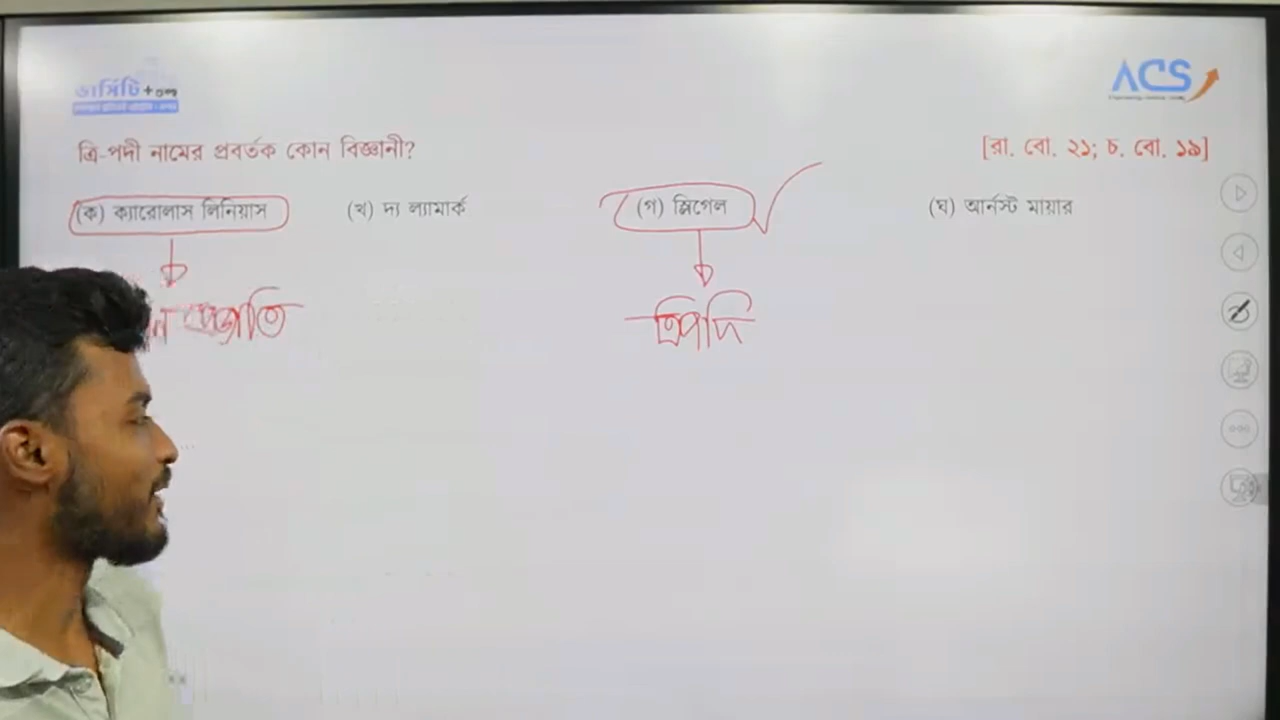 ভার্সিটি +
ACS
ত্রি-পদী নামের প্রবর্তক কোন বিজ্ঞানী? [রা. বো. ২১; চ. বো. ১৯]
(ক) ক্যারোলাস লিনিয়াস (খ) দ্য ল্যামার্ক (গ) স্লিগেল (ঘ) আর্নস্ট মায়ার
ত্রিপদি